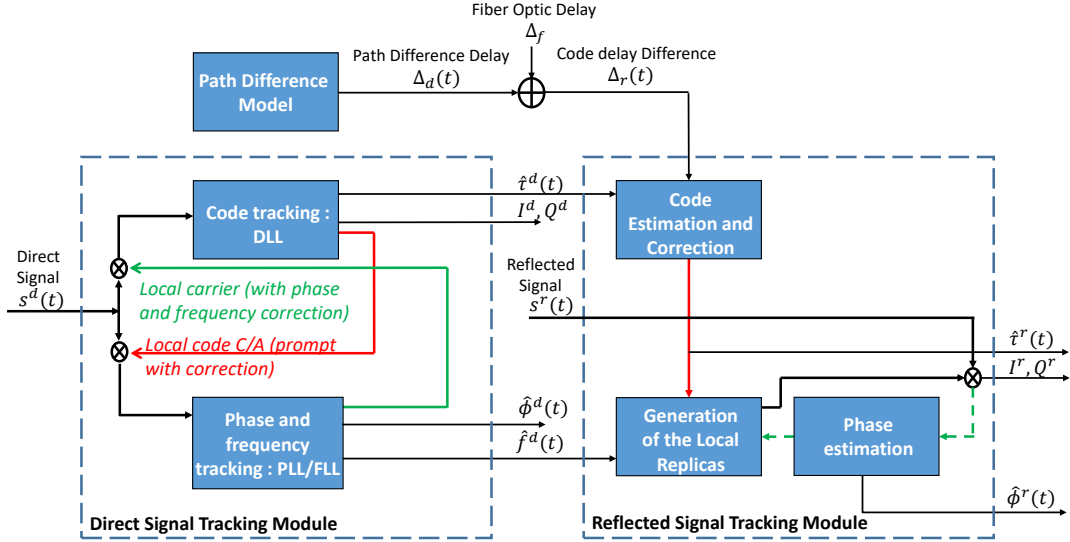 Fiber Optic Delay
Δ_f
Path Difference Delay
Δ_d(t)
Code delay Difference
Δ_r(t)
Path Difference
Model
Code tracking :
DLL
τ̂^d(t)
I^d, Q^d
Code
Estimation and
Correction
Direct
Signal
s^d(t)
Local carrier (with phase
and frequency correction)
Local code C/A (prompt
with correction)
Reflected
Signal
s^r(t)
τ̂^r(t)
I^r, Q^r
Phase and
frequency
tracking : PLL/FLL
ϕ̂^d(t)
f̂^d(t)
Generation
of the Local
Replicas
Phase
estimation
ϕ̂^r(t)
Direct Signal Tracking Module
Reflected Signal Tracking Module